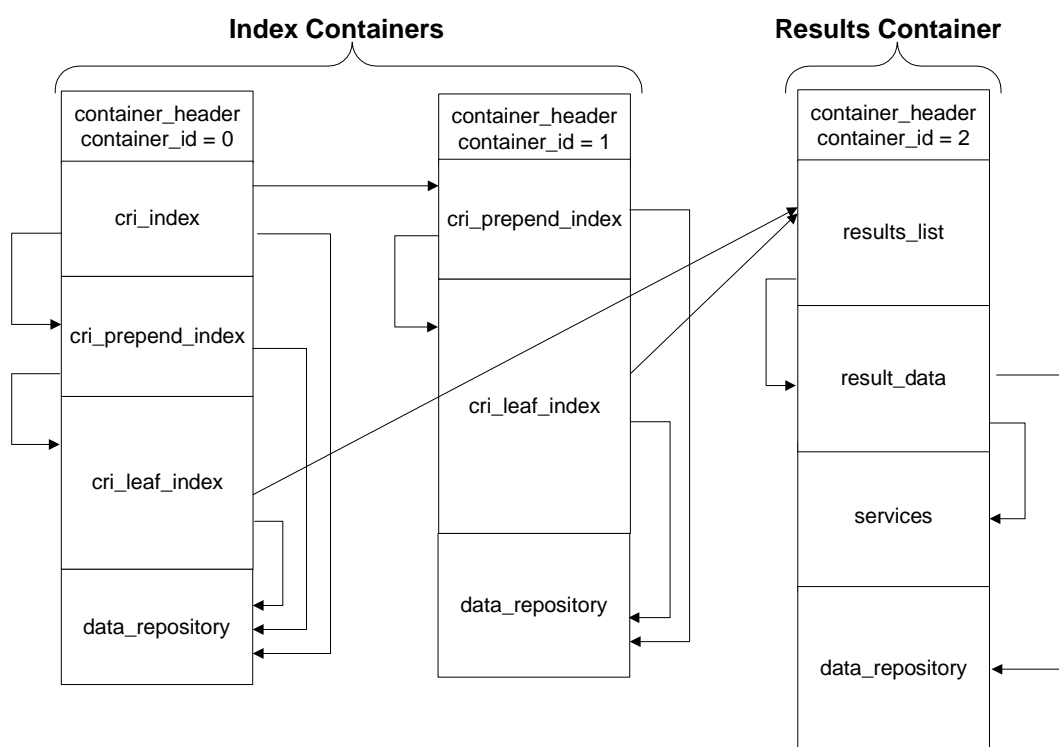 Index Containers
Results Container
container_header
container_id = 0
cri_index
cri_prepend_index
cri_leaf_index
data_repository
container_header
container_id = 1
cri_prepend_index
cri_leaf_index
data_repository
container_header
container_id = 2
results_list
result_data
services
data_repository